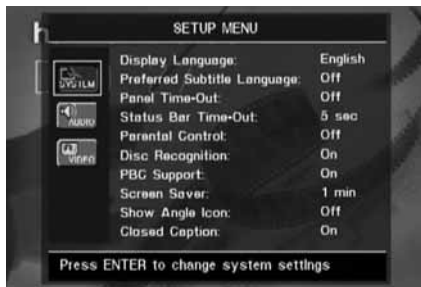 h
SETUP MENU
SYSTEM
AUDIO
VIDEO
Display Language: English
Preferred Subtitle Language: Off
Panel Time-Out: Off
Status Bar Time-Out: 5 sec
Parental Control: Off
Disc Recognition: On
PBC Support: On
Screen Saver: 1 min
Show Angle Icon: Off
Closed Caption: On
Press ENTER to change system settings